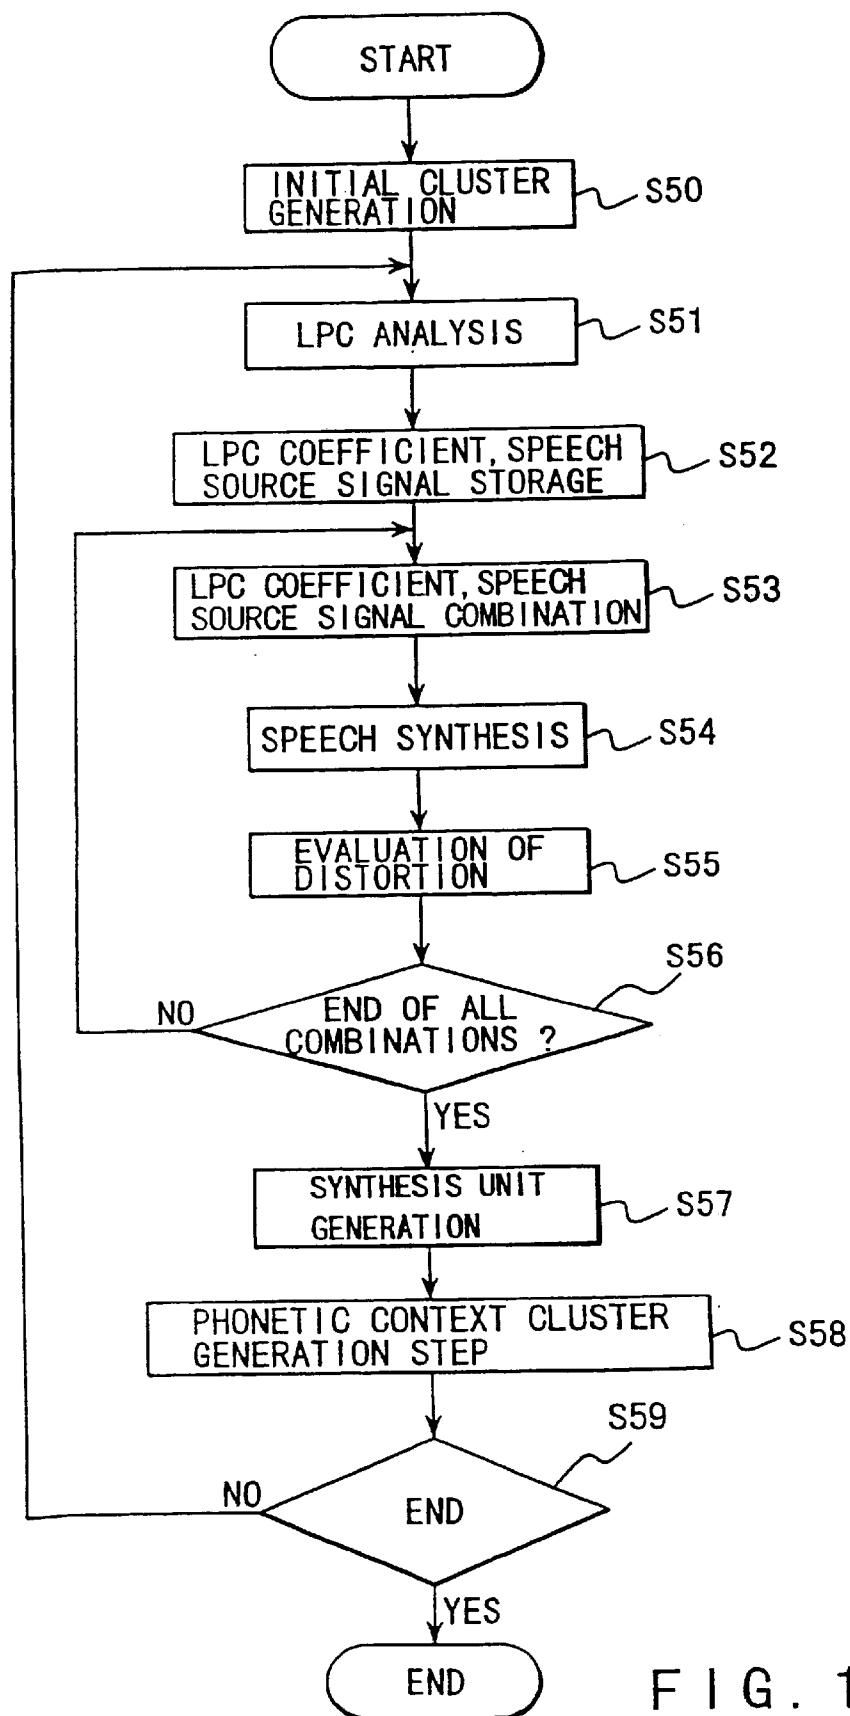 START
INITIAL CLUSTER
GENERATION
S50
LPC ANALYSIS
S51
LPC COEFFICIENT, SPEECH
SOURCE SIGNAL STORAGE
S52
LPC COEFFICIENT, SPEECH
SOURCE SIGNAL COMBINATION
S53
SPEECH SYNTHESIS
S54
EVALUATION OF
DISTORTION
S55
S56
NO
END OF ALL
COMBINATIONS ?
YES
SYNTHESIS UNIT
GENERATION
S57
PHONETIC CONTEXT CLUSTER
GENERATION STEP
S58
S59
NO
END
YES
END
FIG. 1